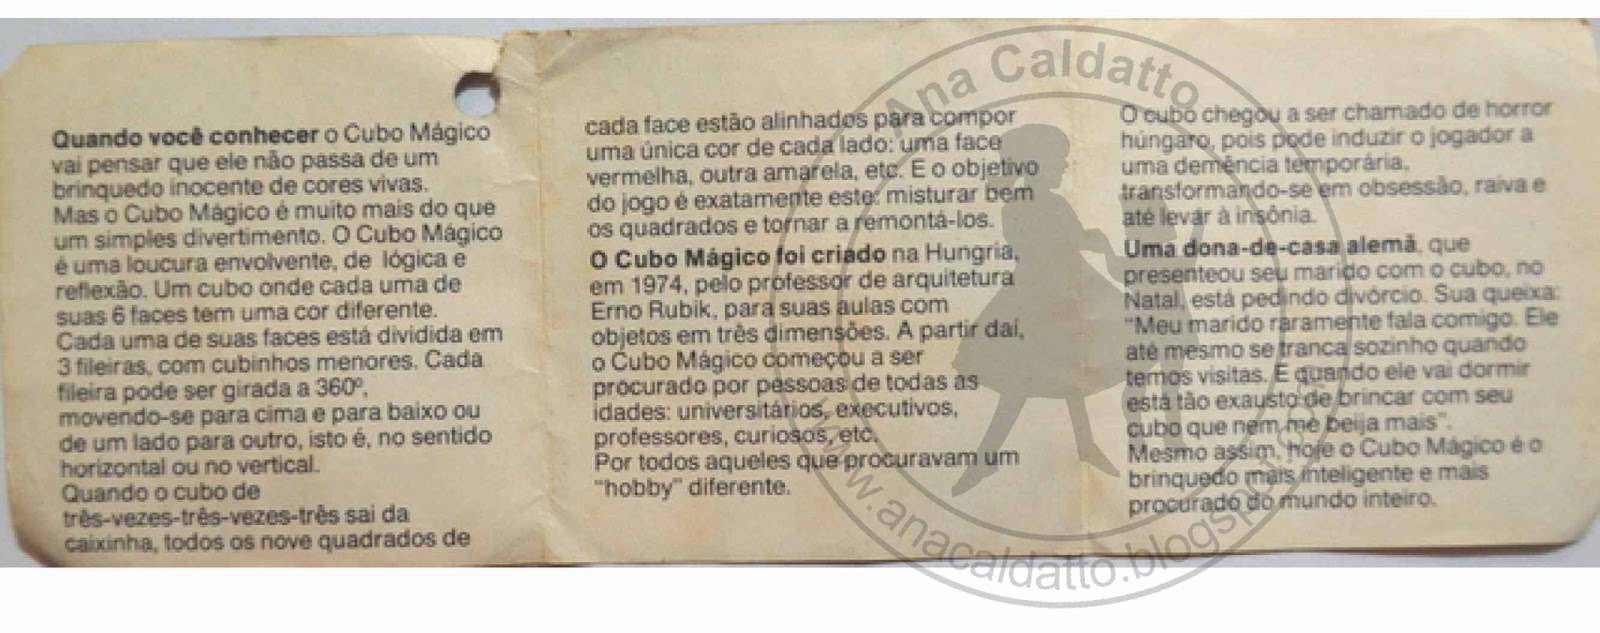 Quando você conhecer o Cubo Mágico
vai pensar que ele não passa de um
brinquedo inocente de cores vivas.
Mas o Cubo Mágico é muito mais do que
um simples divertimento. O Cubo Mágico
é uma loucura envolvente, de lógica e
reflexão. Um cubo onde cada uma de
suas 6 faces tem uma cor diferente.
Cada uma de suas faces está dividida em
3 fileiras, com cubinhos menores. Cada
fileira pode ser girada a 360º,
movendo-se para cima e para baixo ou
de um lado para outro, isto é, no sentido
horizontal ou no vertical.
Quando o cubo de
três-vezes-três-vezes-três sai da
caixinha, todos os nove quadrados de
cada face estão alinhados para compor
uma única cor de cada lado: uma face
vermelha, outra amarela, etc. E o objetivo
do jogo é exatamente este: misturar bem
os quadrados e tornar a remontá-los.
O Cubo Mágico foi criado na Hungria,
em 1974, pelo professor de arquitetura
Erno Rubik, para suas aulas com
objetos em três dimensões. A partir daí,
o Cubo Mágico começou a ser
procurado por pessoas de todas as
idades: universitários, executivos,
professores, curiosos, etc.
Por todos aqueles que procuravam um
"hobby" diferente.
O cubo chegou a ser chamado de horror
húngaro, pois pode induzir o jogador a
uma demência temporária,
transformando-se em obsessão, raiva e
até levar à insônia.
Uma dona-de-casa alemã, que
presenteou seu marido com o cubo, no
Natal, está pedindo divórcio. Sua queixa:
"Meu marido raramente fala comigo. Ele
até mesmo se tranca sozinho quando
temos visitas. E quando ele vai dormir
está tão exausto de brincar com seu
cubo que nem me beija mais".
Mesmo assim, hoje o Cubo Mágico é o
brinquedo mais inteligente e mais
procurado do mundo inteiro.
Ana Caldatto